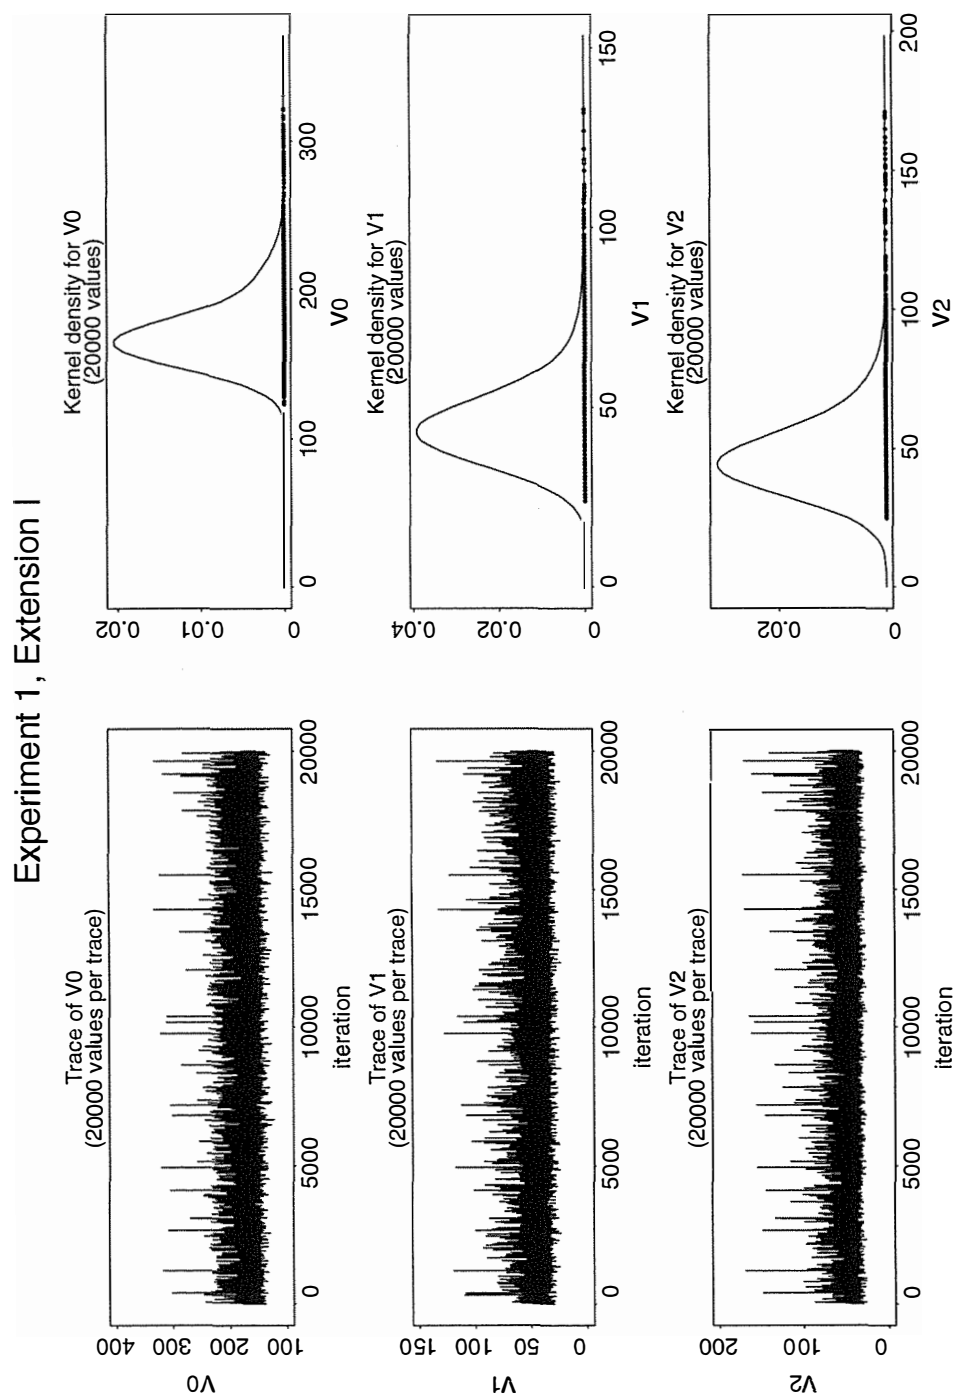 Experiment 1, Extension I
Trace of V0
(20000 values per trace)
V0
100 200 300 400
0 5000 10000 15000 20000
iteration
Kernel density for V0
(20000 values)
0 0.01 0.02
0 100 200 300
V0
Trace of V1
(20000 values per trace)
V1
0 50 100 150
0 5000 10000 15000 20000
iteration
Kernel density for V1
(20000 values)
0 0.02 0.04
0 50 100 150
V1
Trace of V2
(20000 values per trace)
V2
0 100 200
0 5000 10000 15000 20000
iteration
Kernel density for V2
(20000 values)
0 0.02
0 50 100 150 200
V2